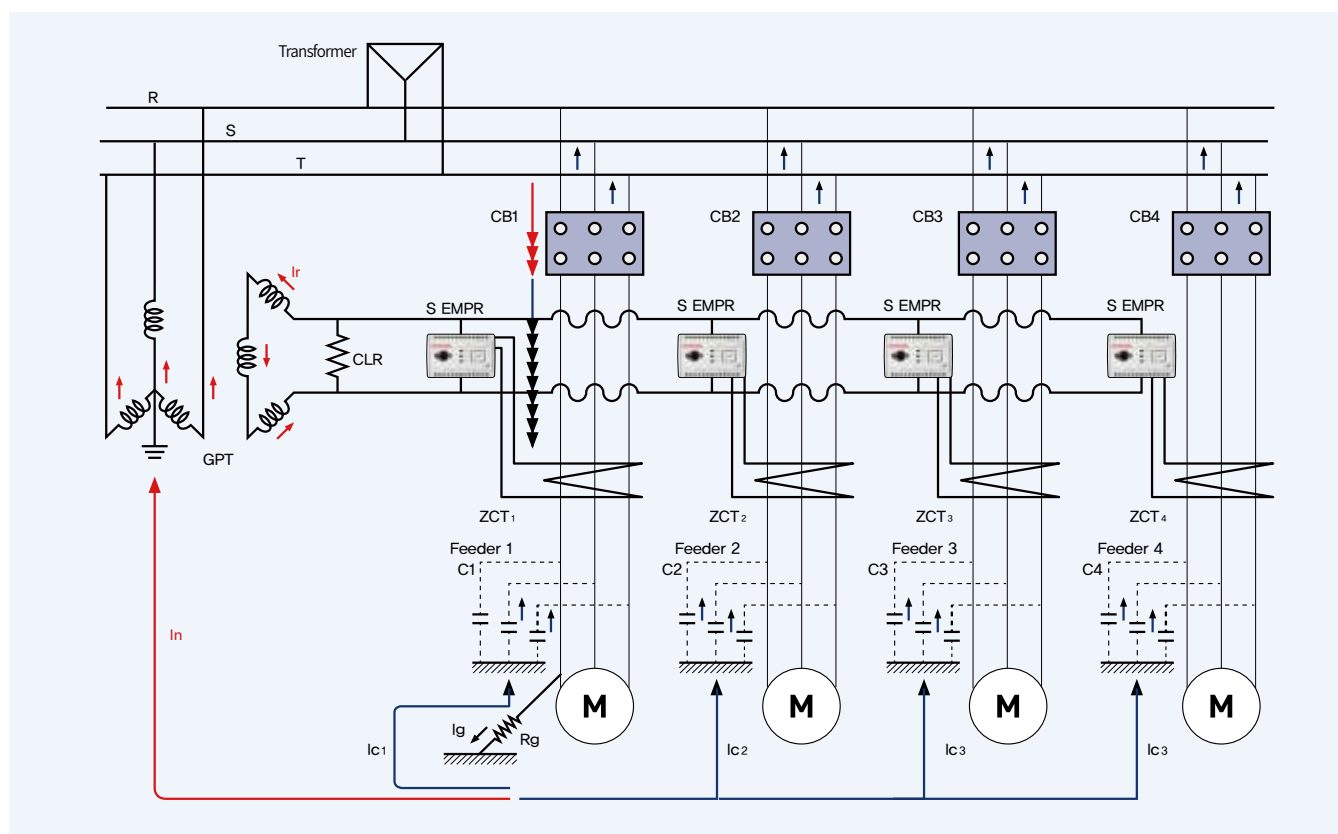 Transformer
R
S
T
CB1
CB2
CB3
CB4
Ir
S EMPR
S EMPR
S EMPR
S EMPR
CLR
GPT
ZCT1
ZCT2
ZCT3
ZCT4
Feeder 1
Feeder 2
Feeder 3
Feeder 4
C1
C2
C3
C4
In
M
M
M
M
Ig
Rg
Ic1
Ic2
Ic3
Ic3